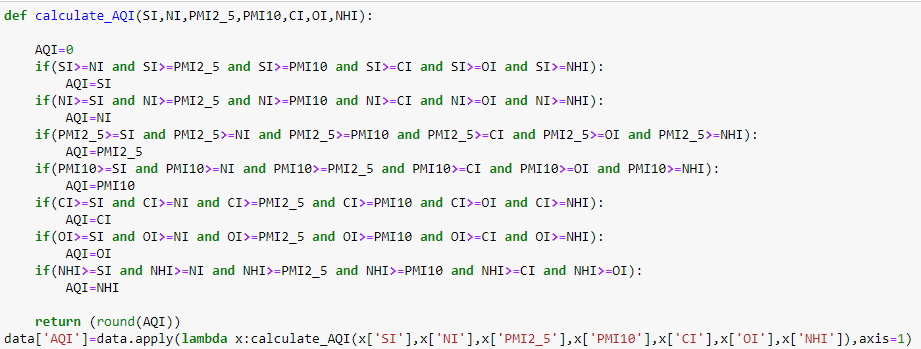 def calculate_AQI(SI,NI,PMI2_5,PMI10,CI,OI,NHI):
AQI=0
if(SI>=NI and SI>=PMI2_5 and SI>=PMI10 and SI>=CI and SI>=OI and SI>=NHI):
AQI=SI
if(NI>=SI and NI>=PMI2_5 and NI>=PMI10 and NI>=CI and NI>=OI and NI>=NHI):
AQI=NI
if(PMI2_5>=SI and PMI2_5>=NI and PMI2_5>=PMI10 and PMI2_5>=CI and PMI2_5>=OI and PMI2_5>=NHI):
AQI=PMI2_5
if(PMI10>=SI and PMI10>=NI and PMI10>=PMI2_5 and PMI10>=CI and PMI10>=OI and PMI10>=NHI):
AQI=PMI10
if(CI>=SI and CI>=NI and CI>=PMI2_5 and CI>=PMI10 and CI>=OI and CI>=NHI):
AQI=CI
if(OI>=SI and OI>=NI and OI>=PMI2_5 and OI>=PMI10 and OI>=CI and OI>=NHI):
AQI=OI
if(NHI>=SI and NHI>=NI and NHI>=PMI2_5 and NHI>=PMI10 and NHI>=CI and NHI>=OI):
AQI=NHI
return (round(AQI))
data['AQI']=data.apply(lambda x:calculate_AQI(x['SI'],x['NI'],x['PMI2_5'],x['PMI10'],x['CI'],x['OI'],x['NHI']),axis=1)